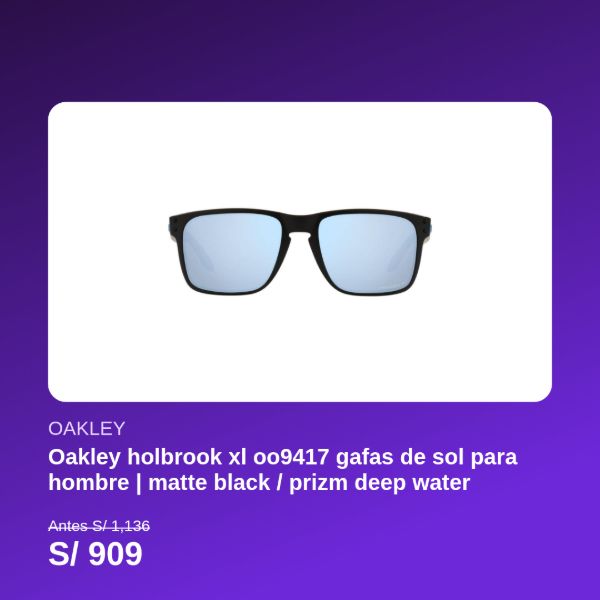 OAKLEY
Oakley holbrook xl oo9417 gafas de sol para
hombre | matte black / prizm deep water
Antes S/ 1,136
S/ 909